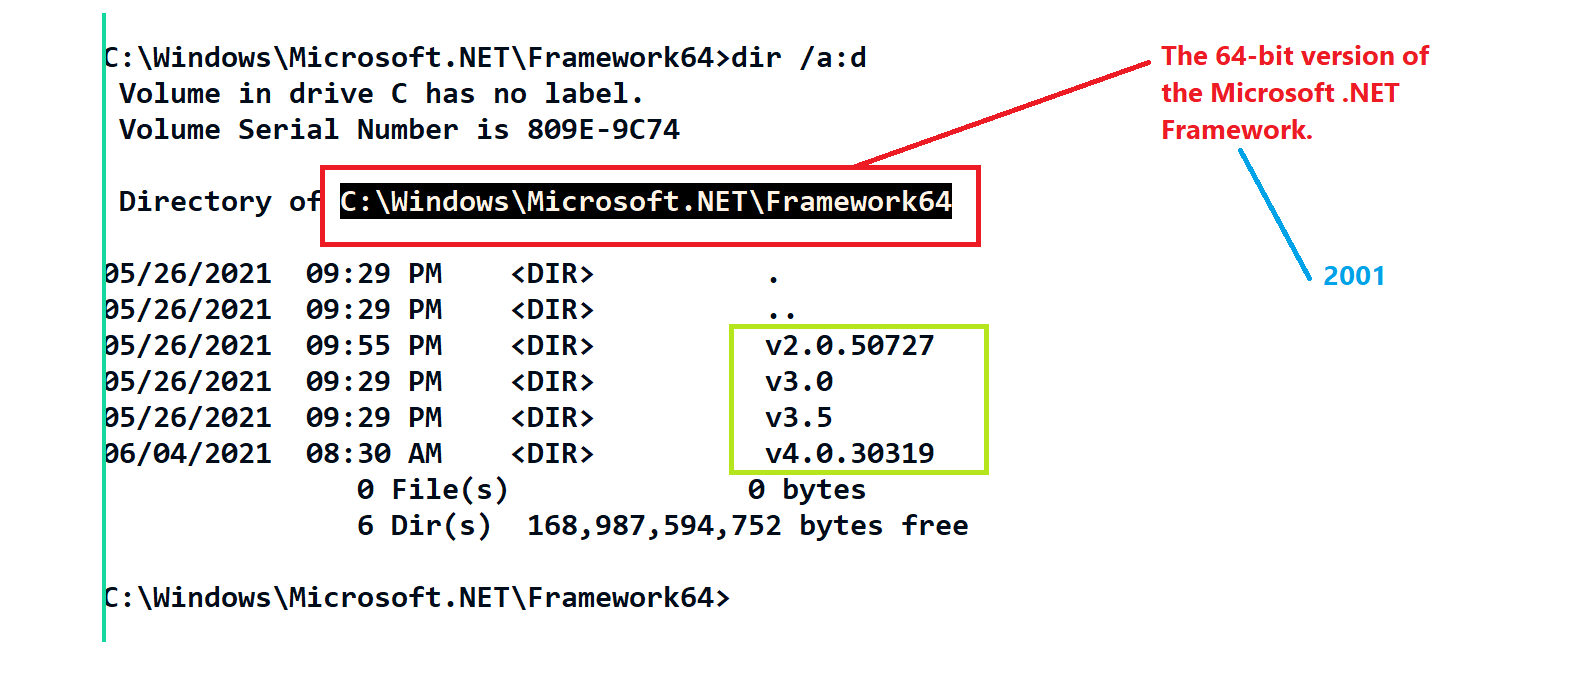 C:\Windows\Microsoft.NET\Framework64>dir /a:d
Volume in drive C has no label.
Volume Serial Number is 809E-9C74
Directory of C:\Windows\Microsoft.NET\Framework64
05/26/2021  09:29 PM    <DIR>          .
05/26/2021  09:29 PM    <DIR>          ..
05/26/2021  09:55 PM    <DIR>          v2.0.50727
05/26/2021  09:29 PM    <DIR>          v3.0
05/26/2021  09:29 PM    <DIR>          v3.5
06/04/2021  08:30 AM    <DIR>          v4.0.30319
0 File(s)              0 bytes
6 Dir(s)  168,987,594,752 bytes free
C:\Windows\Microsoft.NET\Framework64>
The 64-bit version of
the Microsoft .NET
Framework.
2001